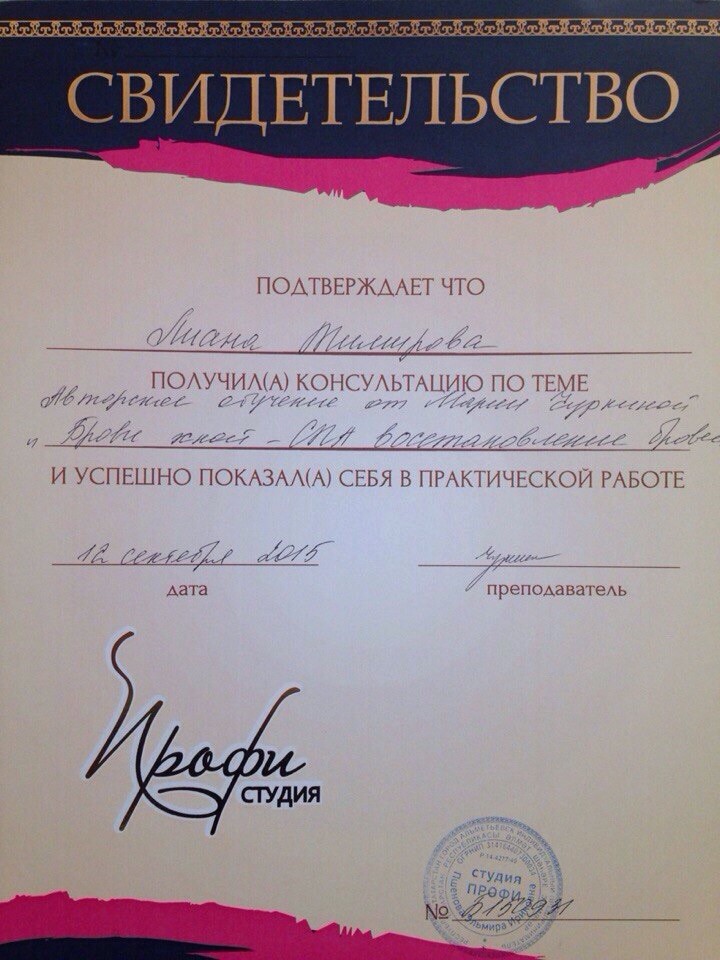 СВИДЕТЕЛЬСТВО
ПОДТВЕРЖДАЕТ ЧТО
Лиана
ПОЛУЧИЛ(А) КОНСУЛЬТАЦИЮ ПО ТЕМЕ
Авторское обучение от Марии Чуркиной
"Брови хной - СПА восстановление бровей
И УСПЕШНО ПОКАЗАЛ(А) СЕБЯ В ПРАКТИЧЕСКОЙ РАБОТЕ
12 сентября 2015
дата
преподаватель
Профи
СТУДИЯ
СТУДИЯ
ПРОФИ
№